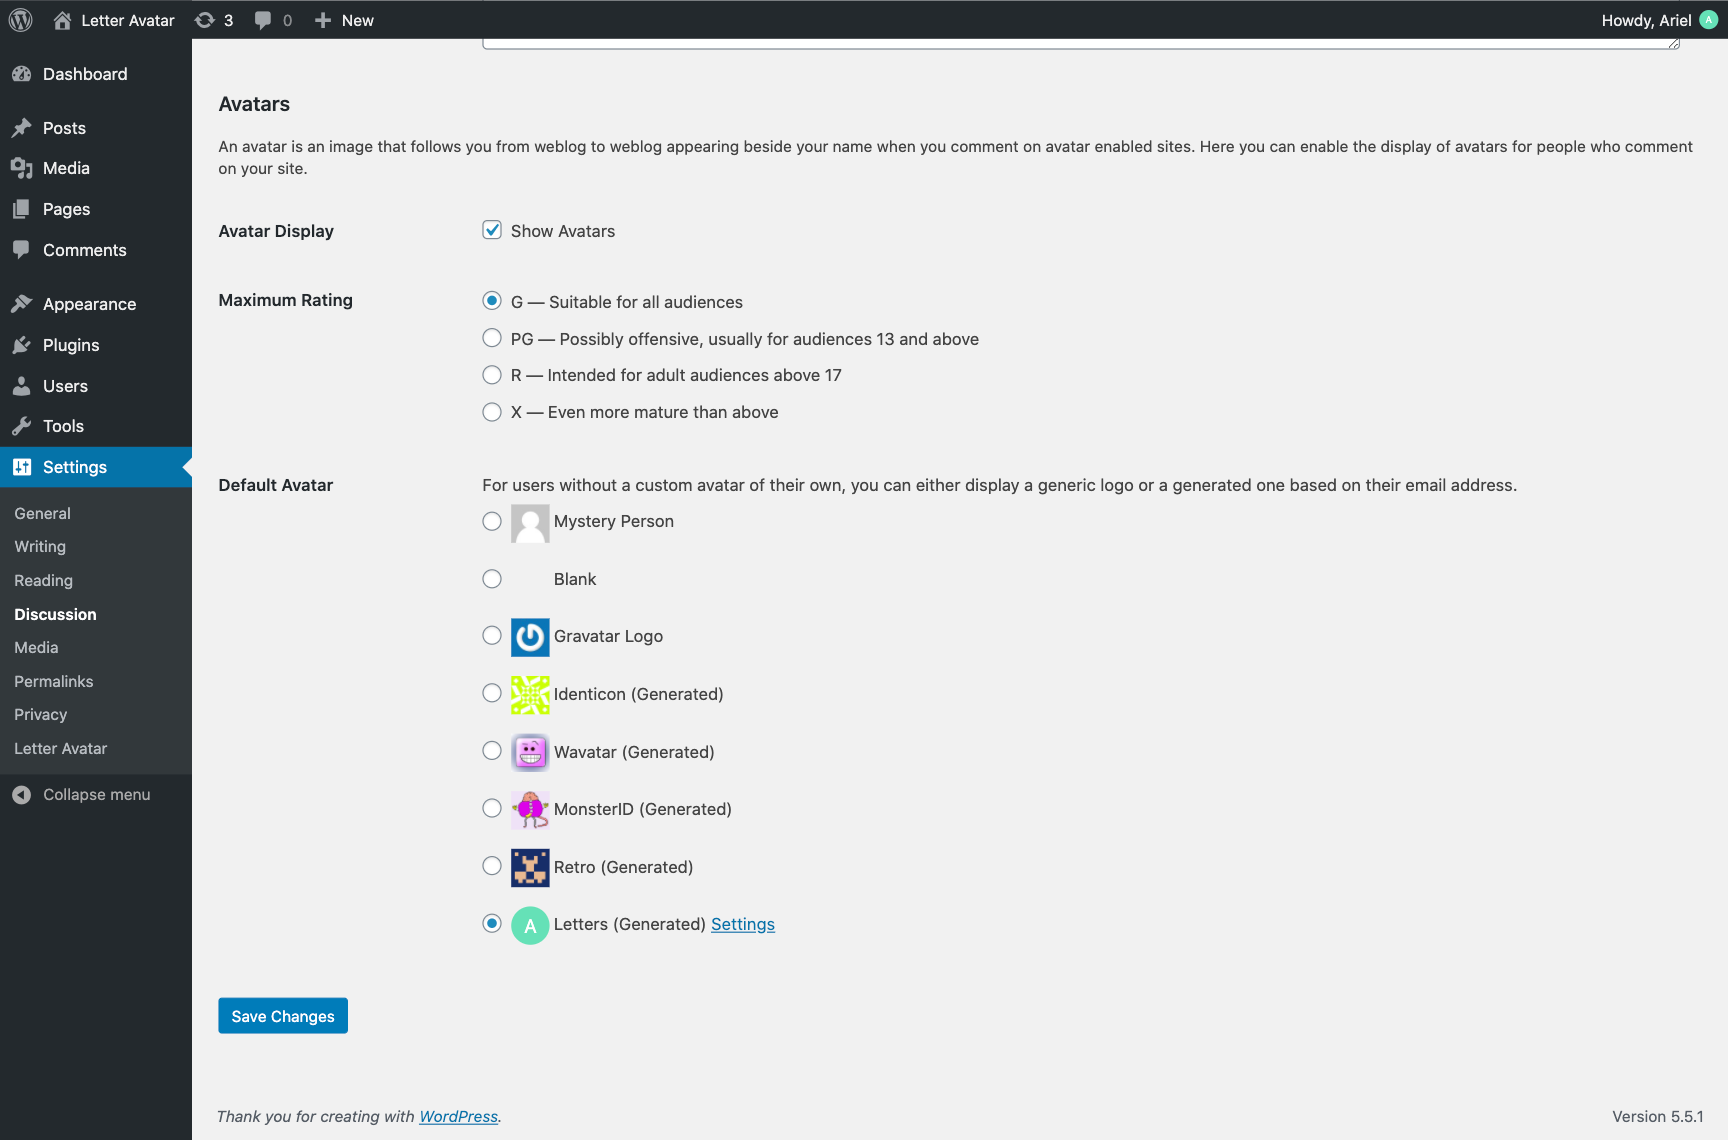 Letter Avatar 3 0 New Howdy, Ariel A
Dashboard
Posts
Media
Pages
Comments
Appearance
Plugins
Users
Tools
Settings
General
Writing
Reading
Discussion
Media
Permalinks
Privacy
Letter Avatar
Collapse menu
Avatars
An avatar is an image that follows you from weblog to weblog appearing beside your name when you comment on avatar enabled sites. Here you can enable the display of avatars for people who comment
on your site.
Avatar Display
Show Avatars
Maximum Rating
G — Suitable for all audiences
PG — Possibly offensive, usually for audiences 13 and above
R — Intended for adult audiences above 17
X — Even more mature than above
Default Avatar
For users without a custom avatar of their own, you can either display a generic logo or a generated one based on their email address.
Mystery Person
Blank
Gravatar Logo
Identicon (Generated)
Wavatar (Generated)
MonsterID (Generated)
Retro (Generated)
A Letters (Generated) Settings
Save Changes
Thank you for creating with WordPress.
Version 5.5.1